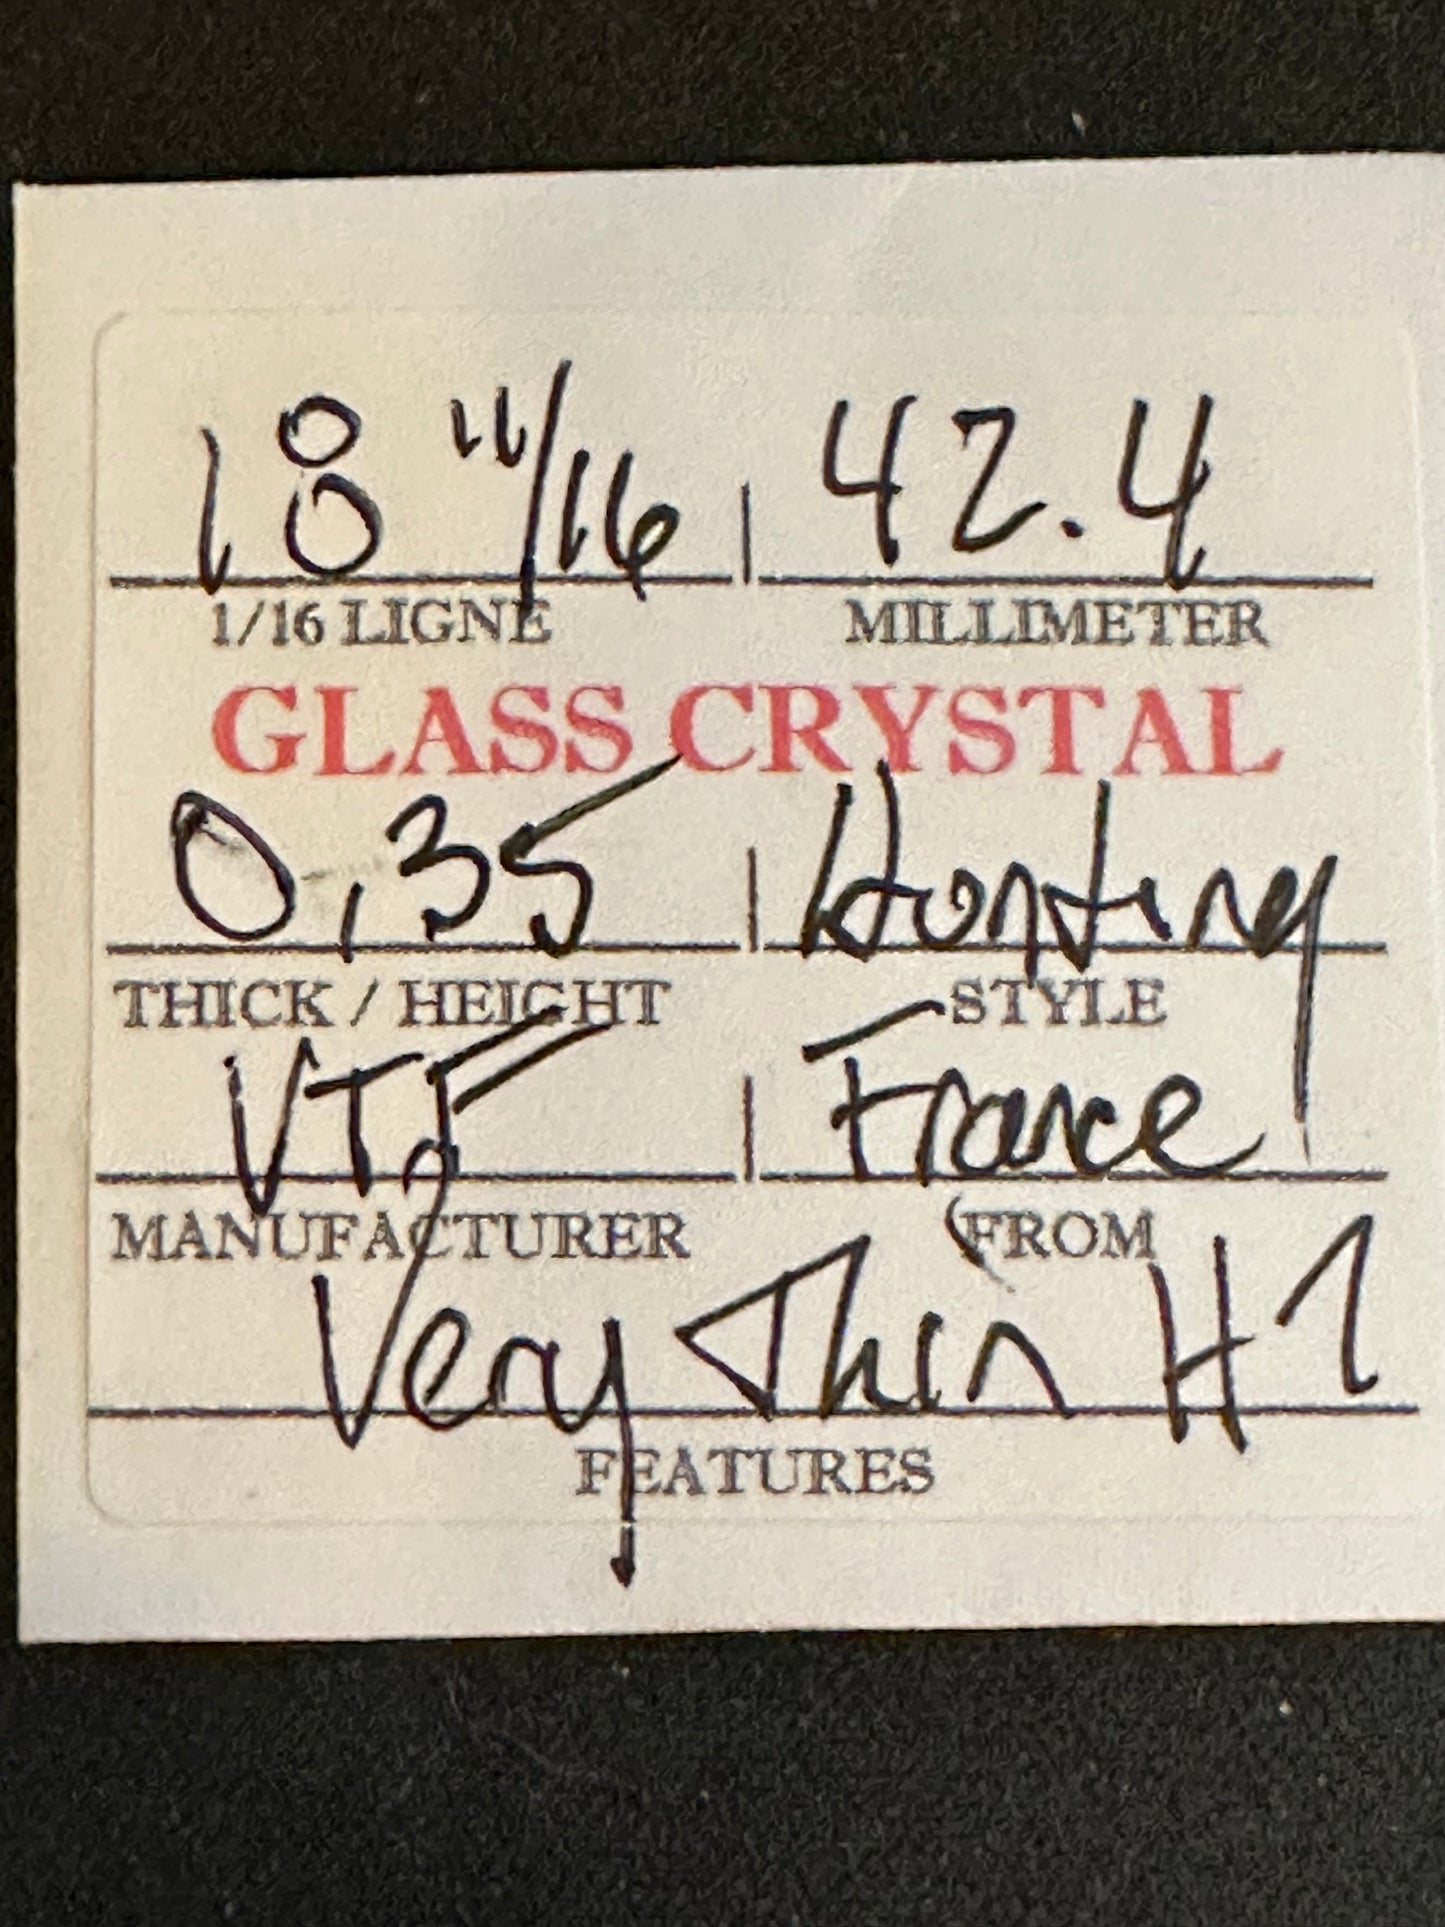 18 11/16 42.4
1/16 LIGNE MILLIMETER
GLASS CRYSTAL
0.35 Hunting
THICK / HEIGHT STYLE
VTF France
MANUFACTURER FROM
Very Thin H1
FEATURES